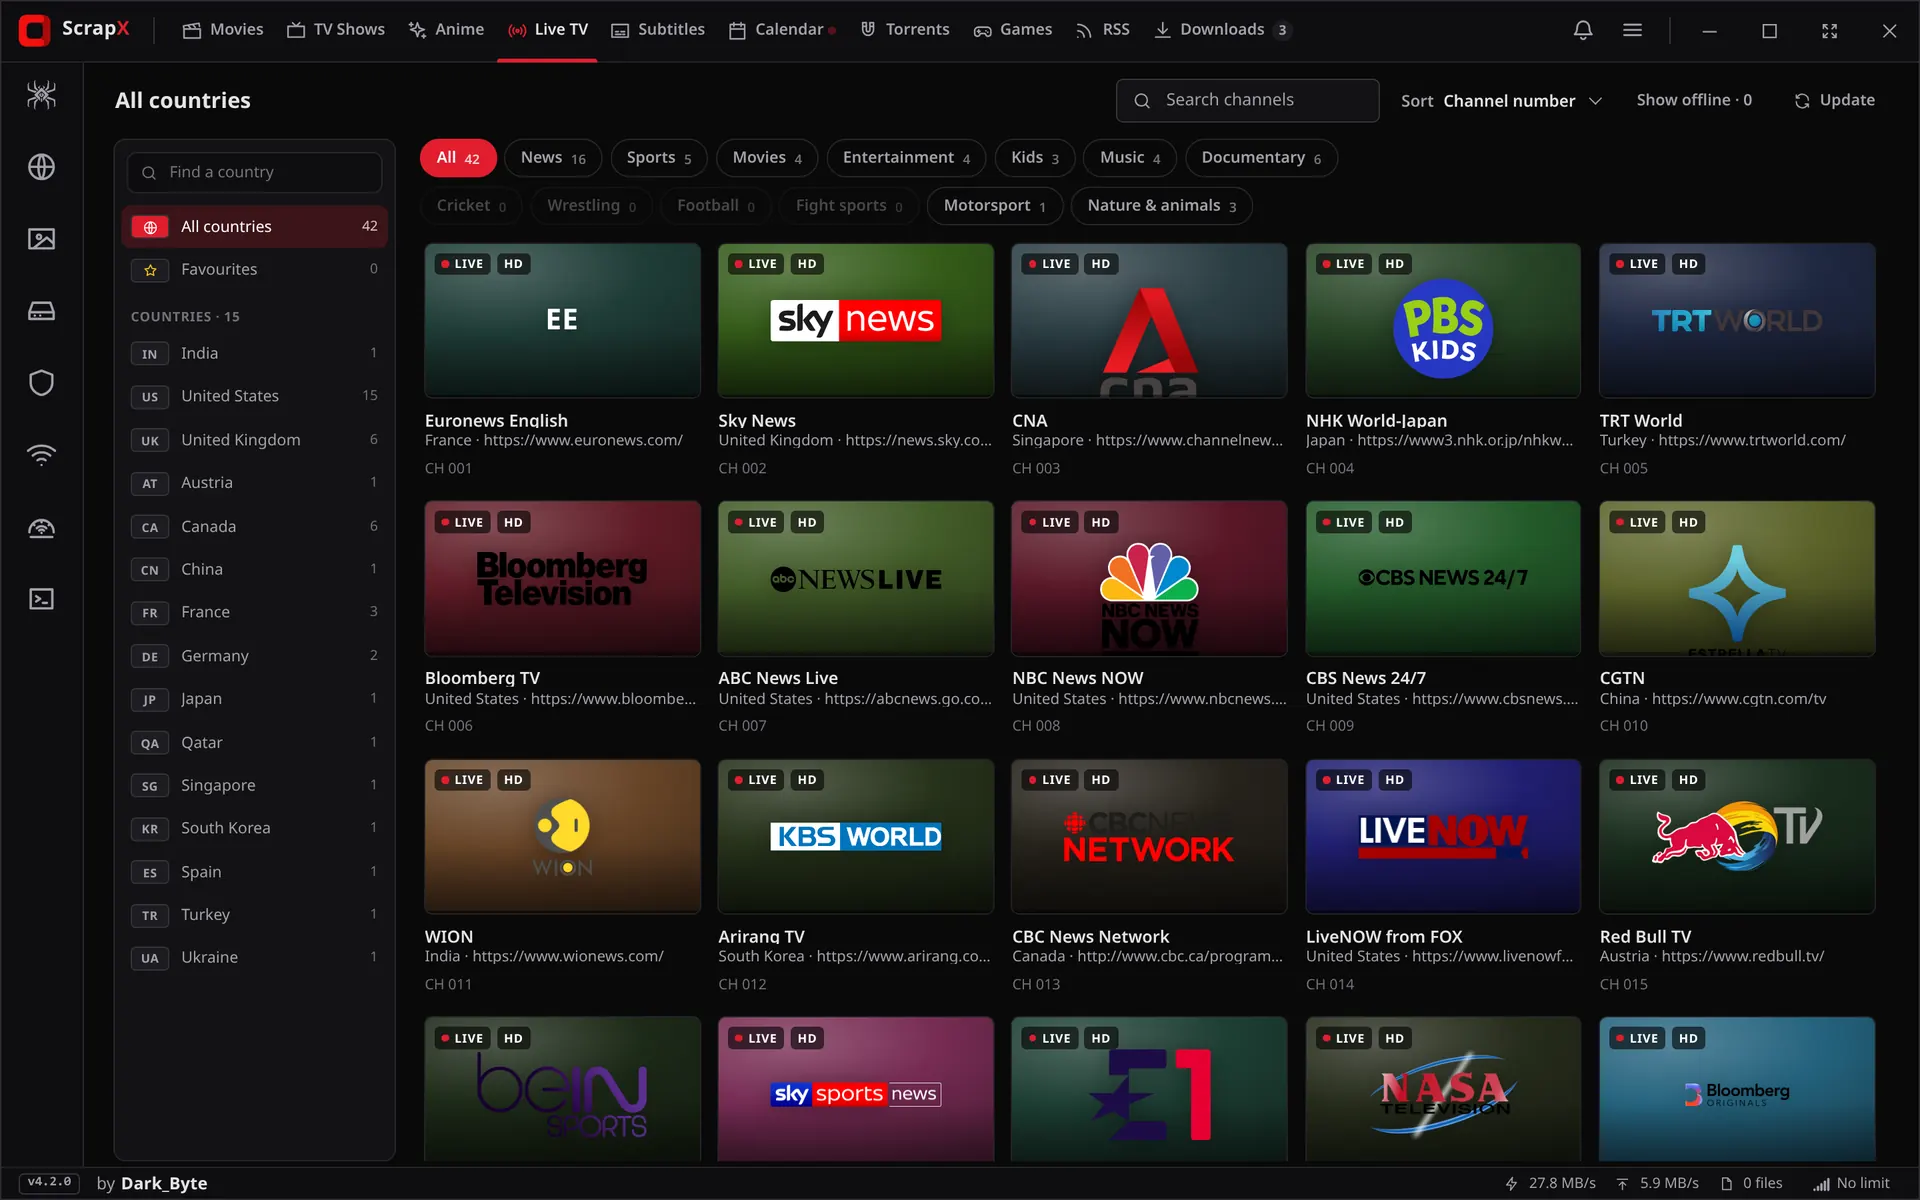 ScrapX
Movies
TV Shows
Anime
Live TV
Subtitles
Calendar
Torrents
Games
RSS
Downloads 3
All countries
Search channels
Sort Channel number
Show offline · 0
Update
Find a country
All countries 42
Favourites 0
COUNTRIES · 15
IN India 1
US United States 15
UK United Kingdom 6
AT Austria 1
CA Canada 6
CN China 1
FR France 3
DE Germany 2
JP Japan 1
QA Qatar 1
SG Singapore 1
KR South Korea 1
ES Spain 1
TR Turkey 1
UA Ukraine 1
All 42
News 16
Sports 5
Movies 4
Entertainment 4
Kids 3
Music 4
Documentary 6
Cricket 0
Wrestling 0
Football 0
Fight sports 0
Motorsport 1
Nature & animals 3
LIVE HD
EE
Euronews English
France · https://www.euronews.com/
CH 001
LIVE HD
sky news
Sky News
United Kingdom · https://news.sky.co...
CH 002
LIVE HD
cna
CNA
Singapore · https://www.channelnew...
CH 003
LIVE HD
PBS
KIDS
NHK World-Japan
Japan · https://www3.nhk.or.jp/nhkw...
CH 004
LIVE HD
TRT WORLD
TRT World
Turkey · https://www.trtworld.com/
CH 005
LIVE HD
Bloomberg
Television
Bloomberg TV
United States · https://www.bloombe...
CH 006
LIVE HD
abc NEWS LIVE
ABC News Live
United States · https://abcnews.go.co...
CH 007
LIVE HD
NBC NEWS
NOW
NBC News NOW
United States · https://www.nbcnews....
CH 008
LIVE HD
CBS NEWS 24/7
CBS News 24/7
United States · https://www.cbsnews....
CH 009
LIVE HD
ESTRELLA TV
CGTN
China · https://www.cgtn.com/tv
CH 010
LIVE HD
WION
WION
India · https://www.wionews.com/
CH 011
LIVE HD
KBS WORLD
Arirang TV
South Korea · https://www.arirang.co...
CH 012
LIVE HD
CBC NEWS
NETWORK
CBC News Network
Canada · http://www.cbc.ca/program...
CH 013
LIVE HD
LIVE NOW
LiveNOW from FOX
United States · https://www.livenowf...
CH 014
LIVE HD
TV
Red Bull TV
Austria · https://www.redbull.tv/
CH 015
LIVE HD
beIN
SPORTS
LIVE HD
sky sports news
LIVE HD
E1
LIVE HD
NASA
TELEVISION
LIVE HD
Bloomberg
ORIGINALS
v4.2.0
by Dark_Byte
27.8 MB/s
5.9 MB/s
0 files
No limit